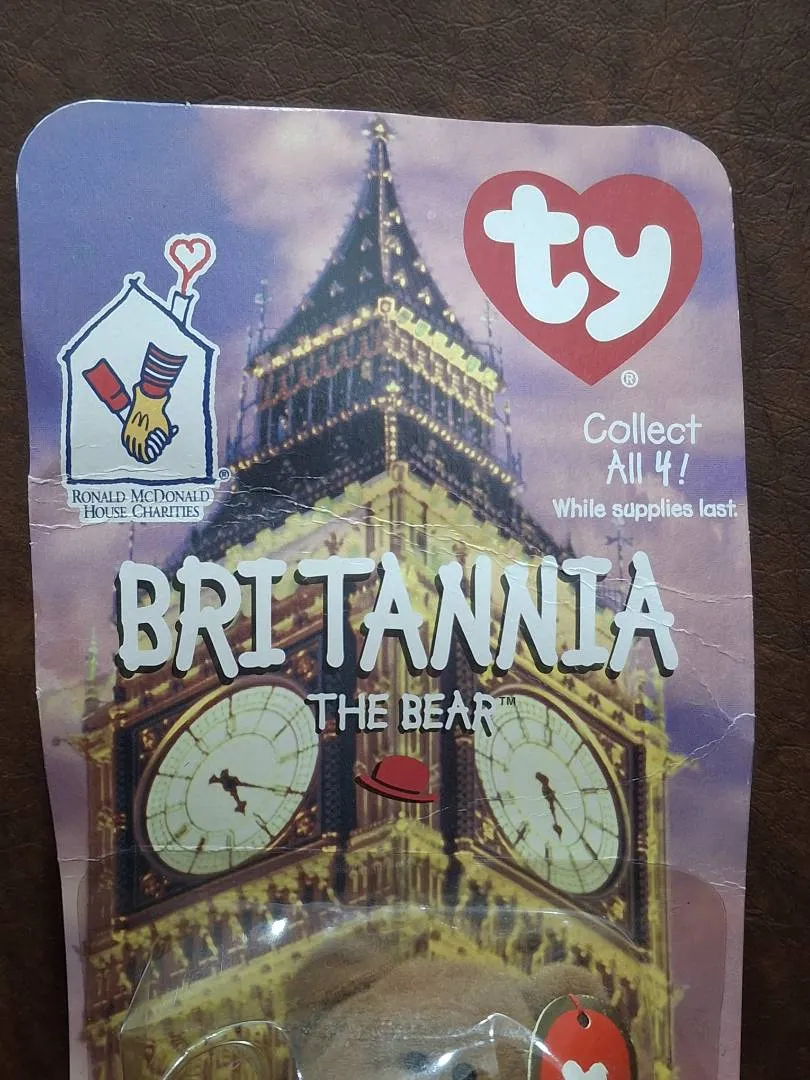 ty
®
Collect
All 4!
While supplies last.
®
RONALD McDONALD
HOUSE CHARITIES
BRITANNIA
THE BEAR™